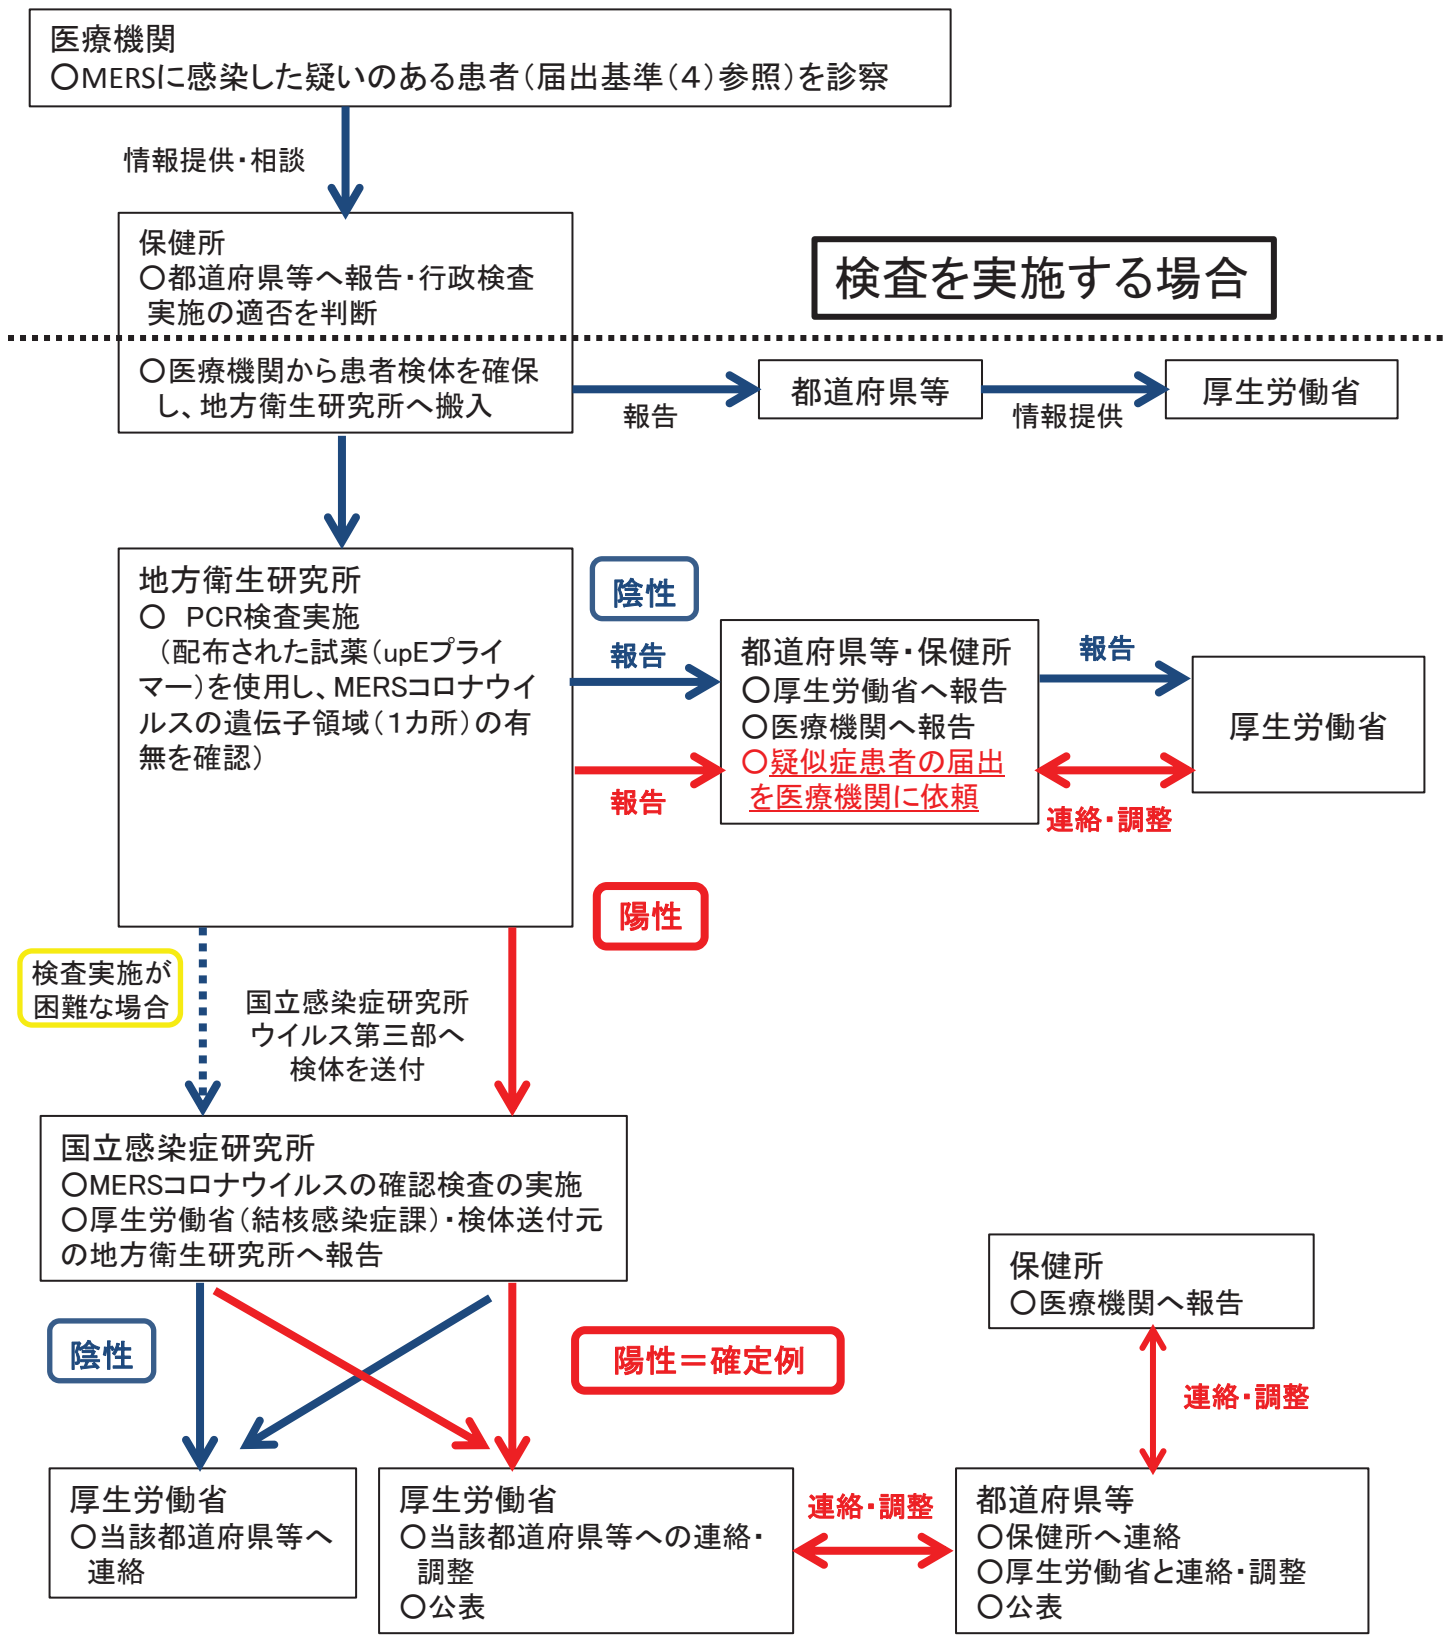 医療機関
○MERSに感染した疑いのある患者(届出基準(4)参照)を診察
情報提供・相談
保健所
○都道府県等へ報告・行政検査
実施の適否を判断
検査を実施する場合
○医療機関から患者検体を確保
し、地方衛生研究所へ搬入
報告
都道府県等
情報提供
厚生労働省
地方衛生研究所
○ PCR検査実施
(配布された試薬(upEプライ
マー)を使用し、MERSコロナウイ
ルスの遺伝子領域(1カ所)の有
無を確認)
陰性
報告
報告
陽性
都道府県等・保健所
○厚生労働省へ報告
○医療機関へ報告
○疑似症患者の届出
を医療機関に依頼
報告
連絡・調整
厚生労働省
検査実施が
困難な場合
国立感染症研究所
ウイルス第三部へ
検体を送付
国立感染症研究所
○MERSコロナウイルスの確認検査の実施
○厚生労働省(結核感染症課)・検体送付元
の地方衛生研究所へ報告
陰性
陽性=確定例
保健所
○医療機関へ報告
連絡・調整
厚生労働省
○当該都道府県等へ
連絡
厚生労働省
○当該都道府県等への連絡・
調整
○公表
連絡・調整
都道府県等
○保健所へ連絡
○厚生労働省と連絡・調整
○公表